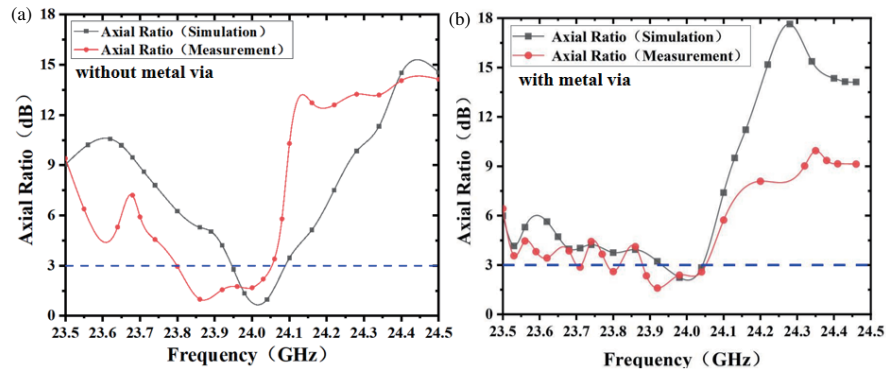 (a)
18
15
12
9
6
3
0
Axial Ratio（dB）
Axial Ratio（Simulation）
Axial Ratio（Measurement）
without metal via
23.5 23.6 23.7 23.8 23.9 24.0 24.1 24.2 24.3 24.4 24.5
Frequency（GHz）
(b)
18
15
12
9
6
3
0
Axial Ratio（dB）
Axial Ratio（Simulation）
Axial Ratio（Measurement）
with metal via
23.5 23.6 23.7 23.8 23.9 24.0 24.1 24.2 24.3 24.4 24.5
Frequency（GHz）